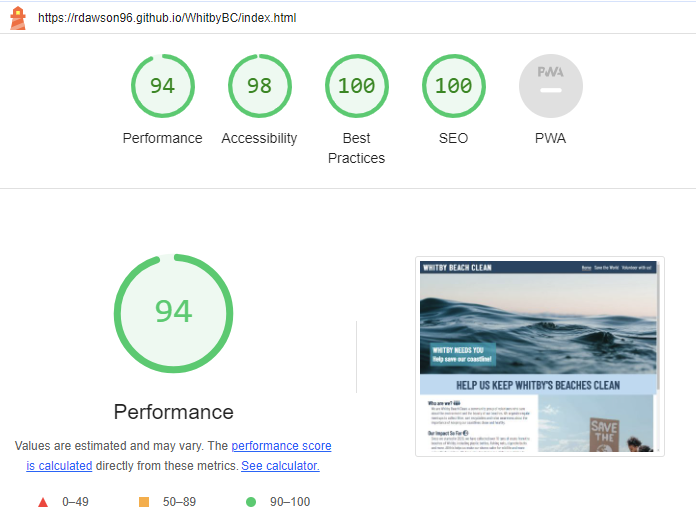 https://rdawson96.github.io/WhitbyBC/index.html
94
98
100
100
PWA
Performance
Accessibility
Best
Practices
SEO
PWA
94
Performance
Values are estimated and may vary. The performance score
is calculated directly from these metrics. See calculator.
0–49
50–89
90–100
WHITBY BEACH CLEAN
Home Save the World Volunteer with us!
WHITBY NEEDS YOU
Help save our coastline!
HELP US KEEP WHITBY'S BEACHES CLEAN
Who are we?
Our Impact So Far
SAVE
THE